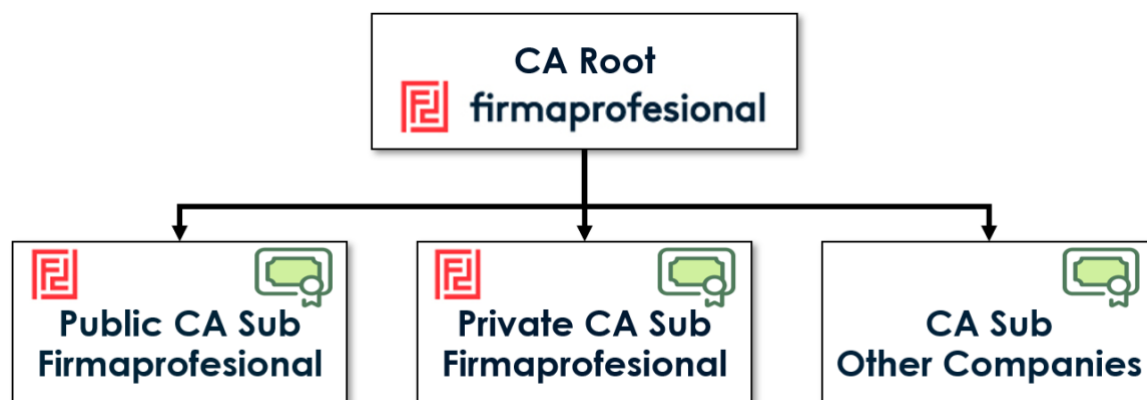 CA Root
firmaprofesional
Public CA Sub
Firmaprofesional
Private CA Sub
Firmaprofesional
CA Sub
Other Companies